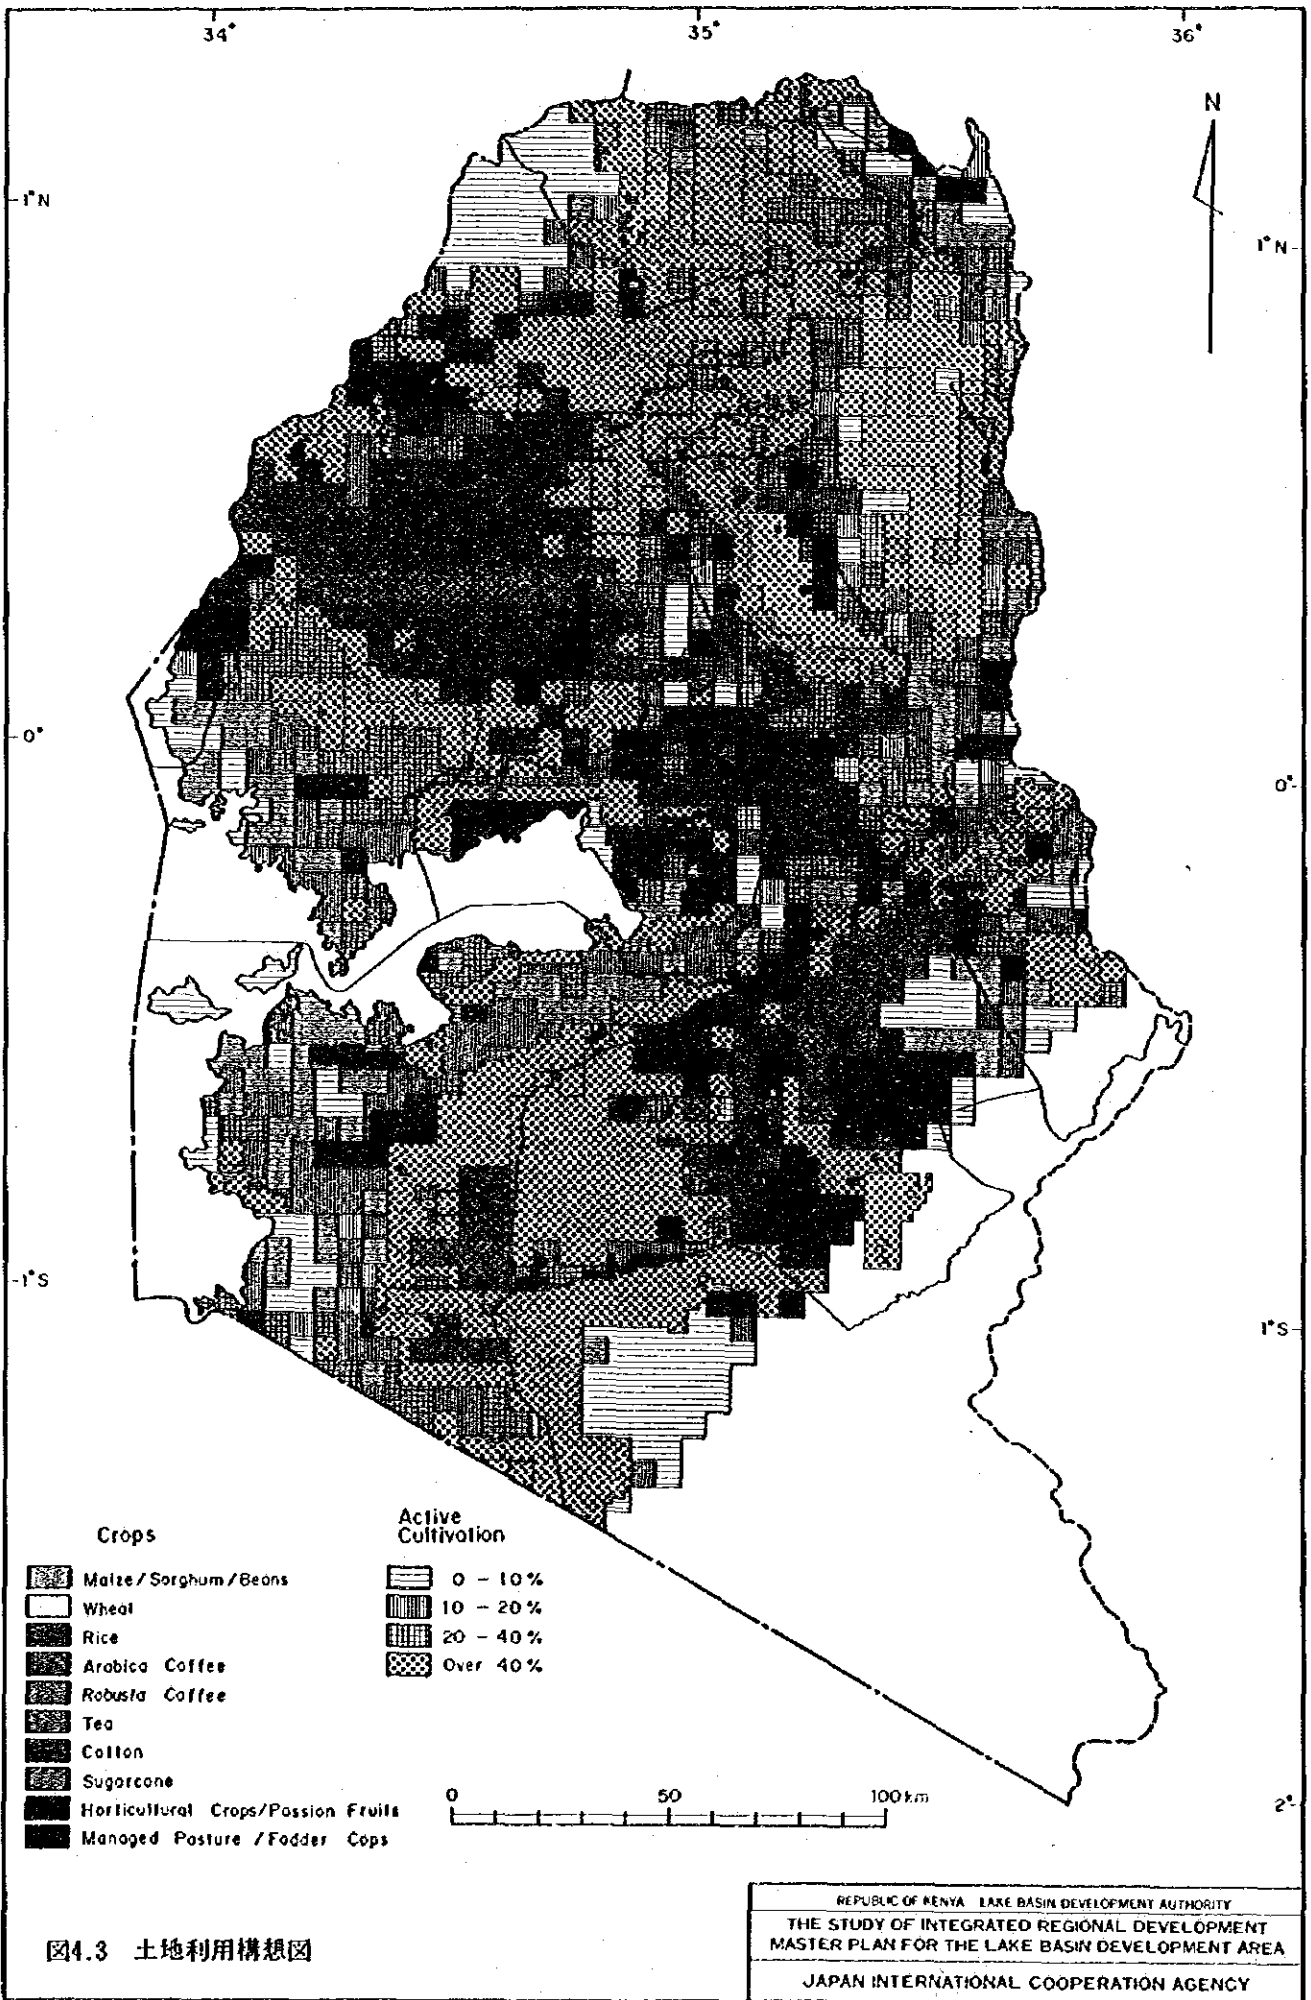 34°
35°
36°
N
1°N
1°N
0°
0°
1°S
1°S
2°
Crops
Maize/Sorghum/Beans
Wheat
Rice
Arabica Coffee
Robusta Coffee
Tea
Cotton
Sugarcane
Horticultural Crops/Passion Fruits
Managed Pasture/Fodder Cops
Active
Cultivation
0 - 10%
10 - 20%
20 - 40%
Over 40%
0 50 100km
図4.3 土地利用構想図
REPUBLIC OF KENYA LAKE BASIN DEVELOPMENT AUTHORITY
THE STUDY OF INTEGRATED REGIONAL DEVELOPMENT
MASTER PLAN FOR THE LAKE BASIN DEVELOPMENT AREA
JAPAN INTERNATIONAL COOPERATION AGENCY